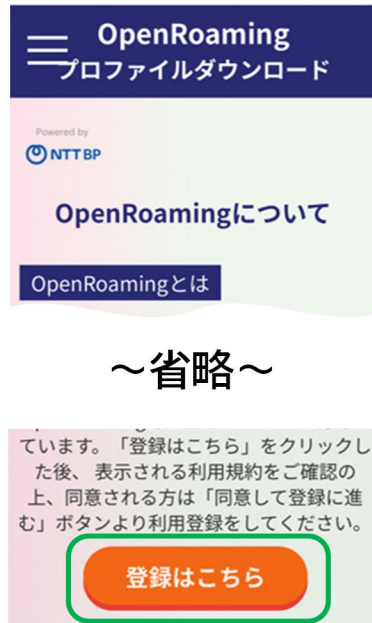 OpenRoaming
プロファイルダウンロード
Powered by
NTT BP
OpenRoamingについて
OpenRoamingとは
～省略～
ています。「登録はこちら」をクリックし
た後、表示される利用規約をご確認の
上、同意される方は「同意して登録に進
む」ボタンより利用登録をしてください。
登録はこちら